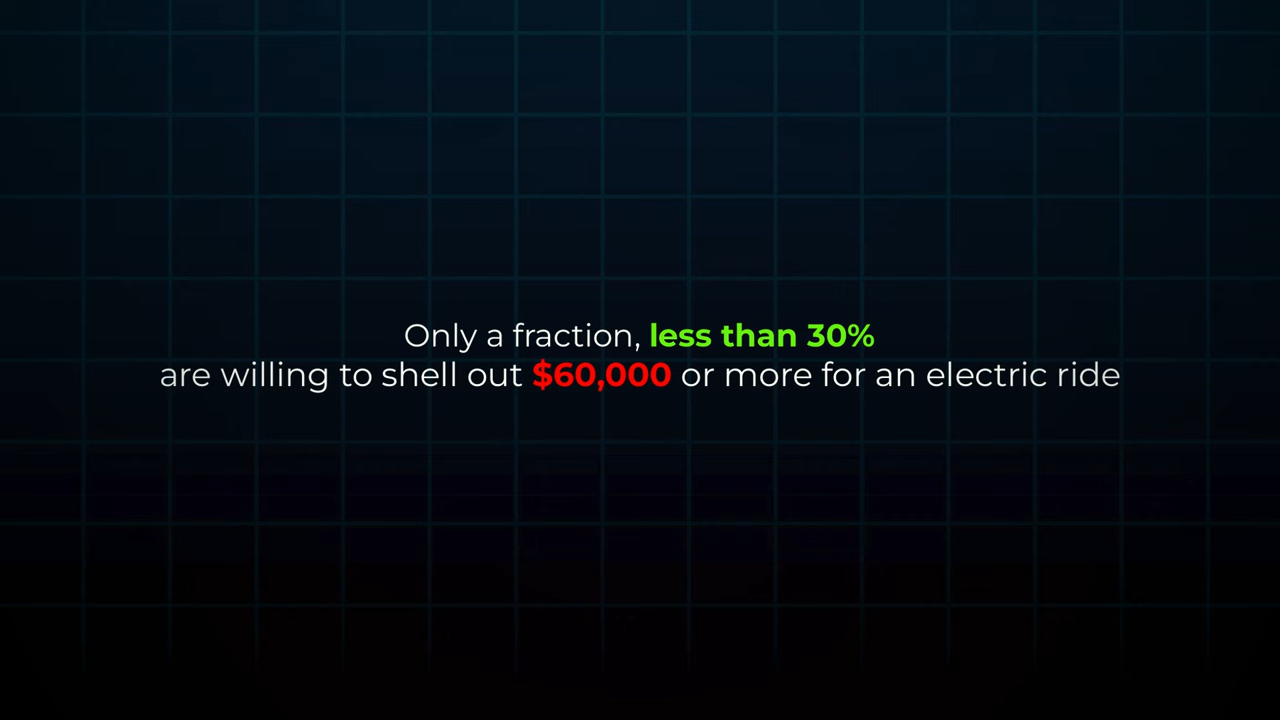 Only a fraction, less than 30%
are willing to shell out $60,000 or more for an electric ride